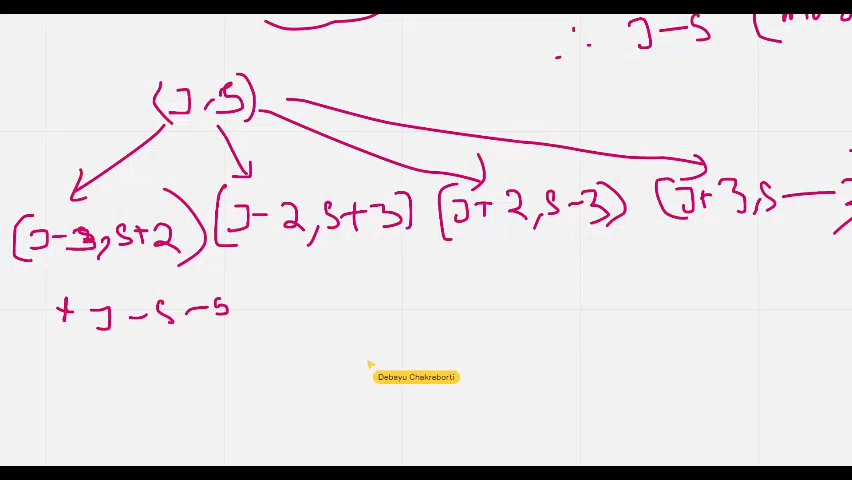 ∴ J-S
(J,S)
(J-3,S+2) [J-2,S+3] (J+2,S-3) (J+3,S-
+J-S-5
Debayu Chakraborti